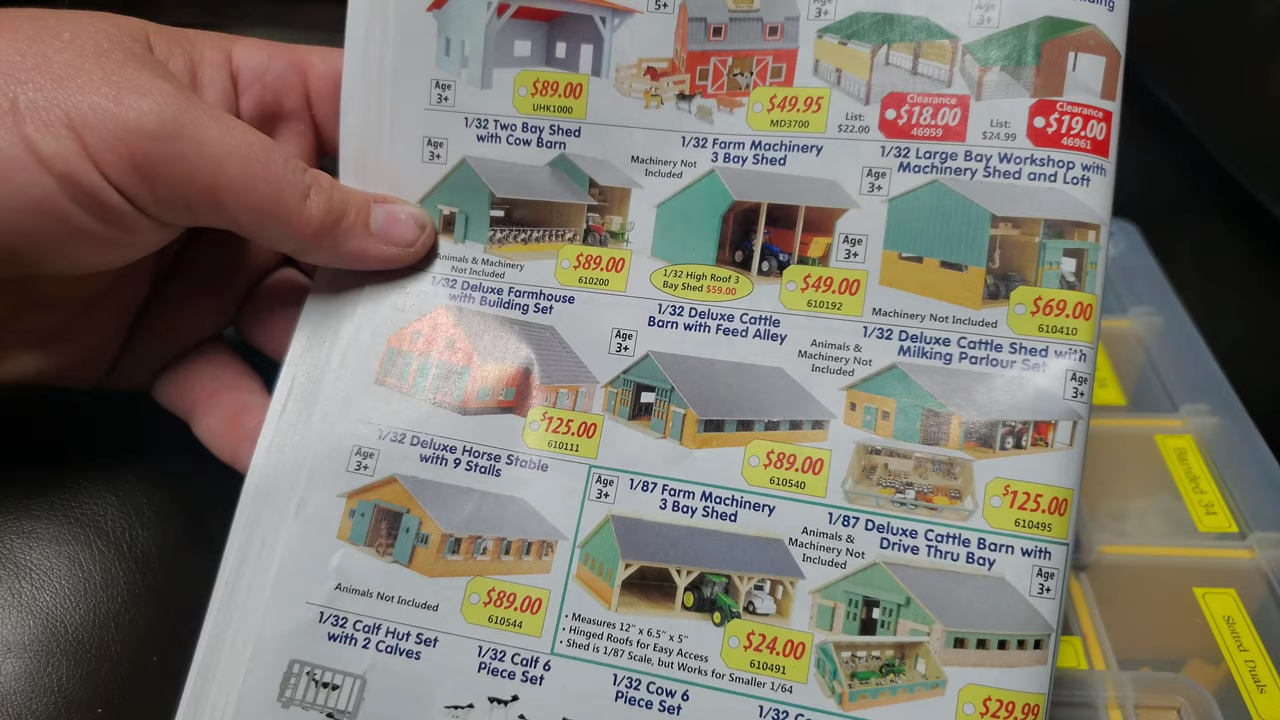 5+
Age
3+
Age
3+
Age
3+
$89.00
UHK1000
$49.95
MD3700
List:
$22.00
Clearance
$18.00
46959
List:
$24.99
Clearance
$19.00
46961
1/32 Two Bay Shed
with Cow Barn
Age
3+
Animals & Machinery
Not Included
$89.00
610200
1/32 Farm Machinery
3 Bay Shed
Machinery Not
Included
1/32 High Roof 3
Bay Shed $59.00
Age
3+
$49.00
610192
1/32 Large Bay Workshop with
Machinery Shed and Loft
Age
3+
Machinery Not Included
$69.00
610410
1/32 Deluxe Farmhouse
with Building Set
$125.00
610111
1/32 Deluxe Cattle
Barn with Feed Alley
Age
3+
Animals &
Machinery Not
Included
$89.00
610540
1/32 Deluxe Cattle Shed with
Milking Parlour Set
Age
3+
$125.00
610495
1/32 Deluxe Horse Stable
with 9 Stalls
Age
3+
Animals Not Included
$89.00
610544
Age
3+
1/87 Farm Machinery
3 Bay Shed
• Measures 12" x 6.5" x 5"
• Hinged Roofs for Easy Access
• Shed is 1/87 Scale, but Works for Smaller 1/64
$24.00
610491
1/87 Deluxe Cattle Barn with
Drive Thru Bay
Animals &
Machinery Not
Included
Age
3+
$29.99
1/32 Calf Hut Set
with 2 Calves
1/32 Calf 6
Piece Set
1/32 Cow 6
Piece Set
1/32
Banded 34
Slotted Duals